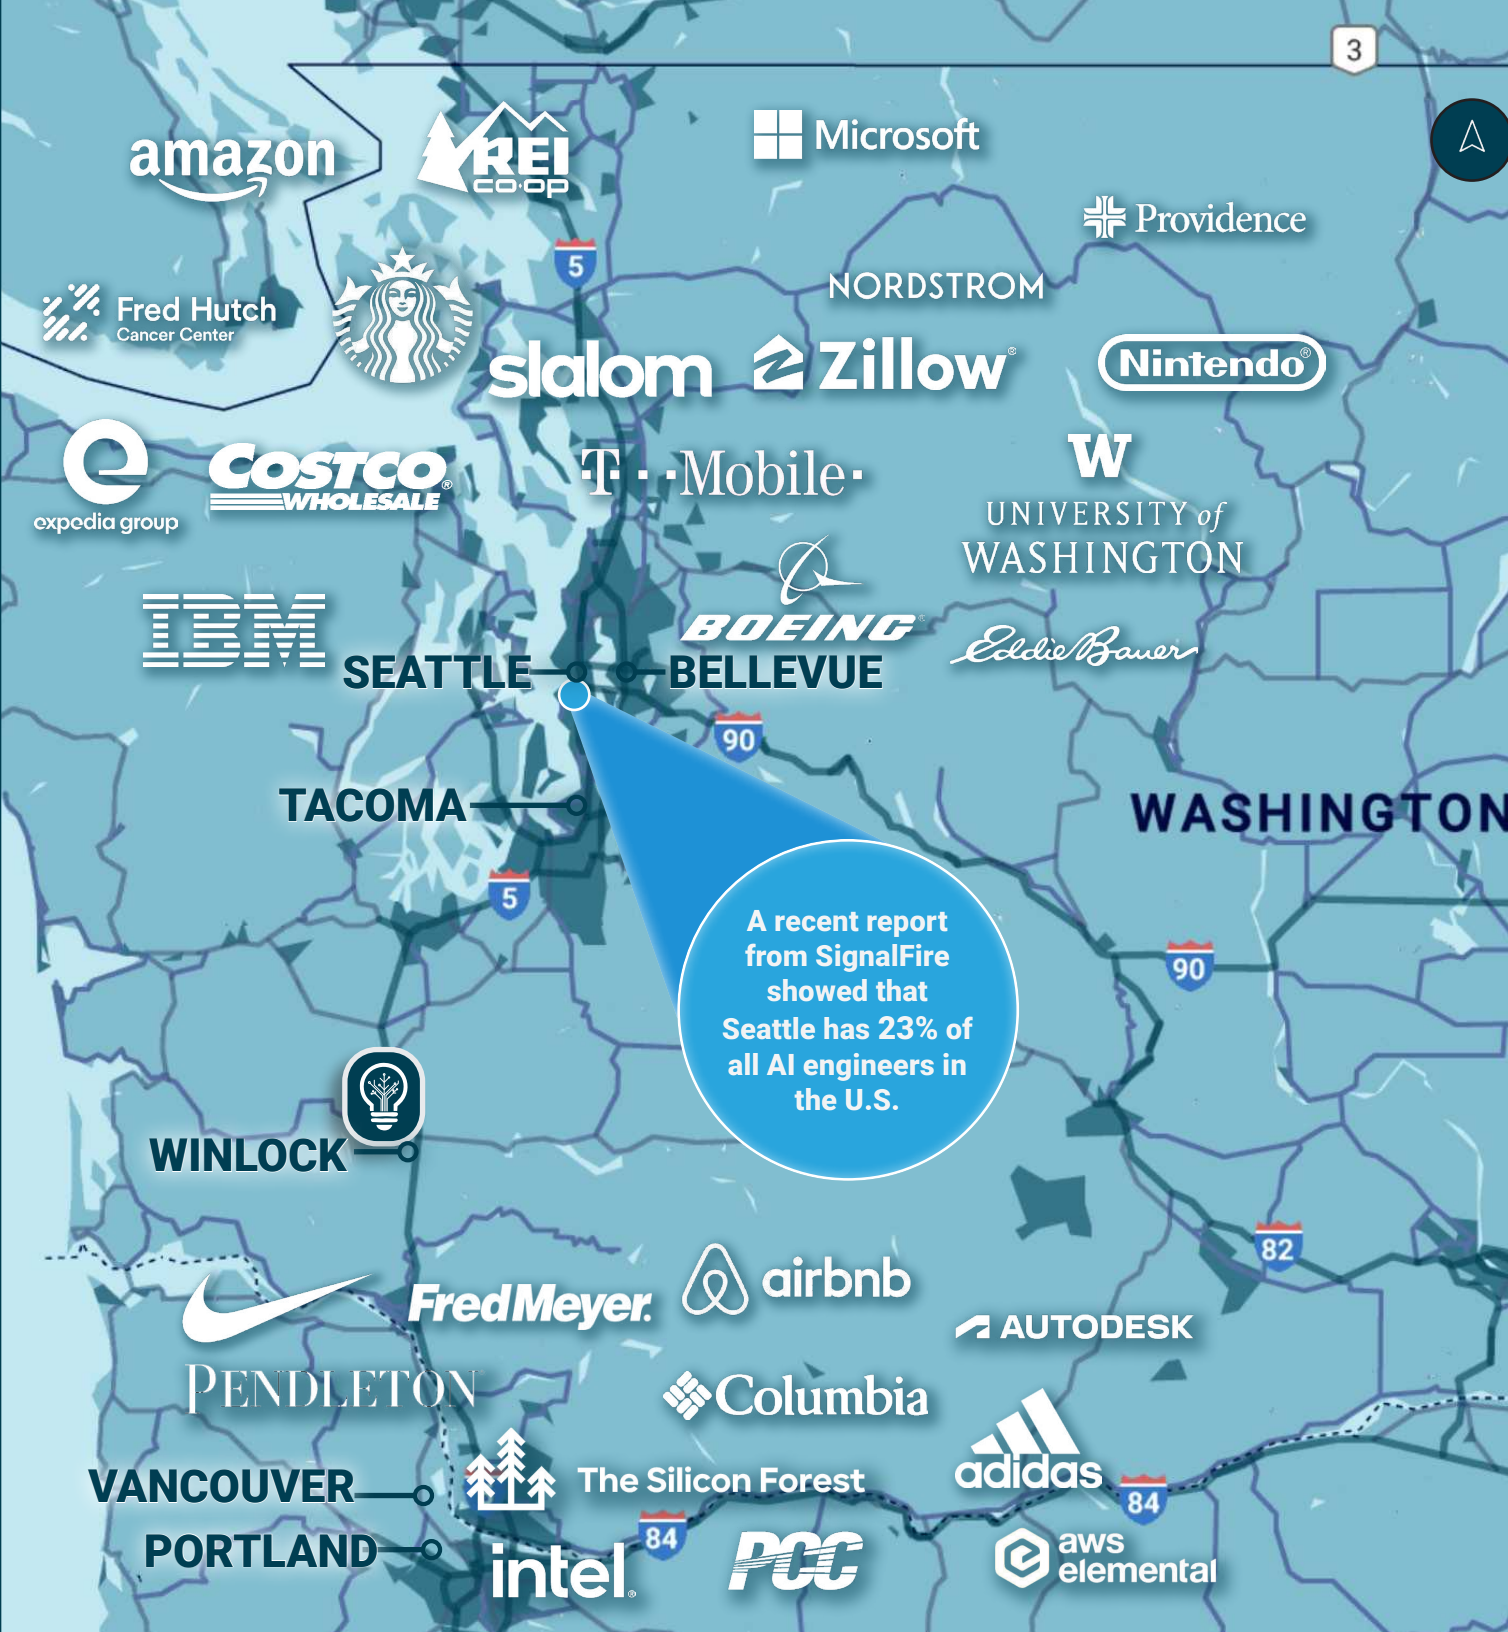 3
amazon
REI
co·op
Microsoft
Providence
5
NORDSTROM
Fred Hutch
Cancer Center
slalom
Zillow®
Nintendo®
expedia group
COSTCO®
WHOLESALE
T··Mobile·
W
UNIVERSITY of
WASHINGTON
IBM
BOEING®
Eddie Bauer
SEATTLE
BELLEVUE
90
TACOMA
WASHINGTON
5
A recent report
from SignalFire
showed that
Seattle has 23% of
all AI engineers in
the U.S.
90
WINLOCK
82
FredMeyer.
airbnb
AUTODESK
PENDLETON
Columbia
adidas
VANCOUVER
The Silicon Forest
84
PORTLAND
intel®
84
PCC
aws
elemental